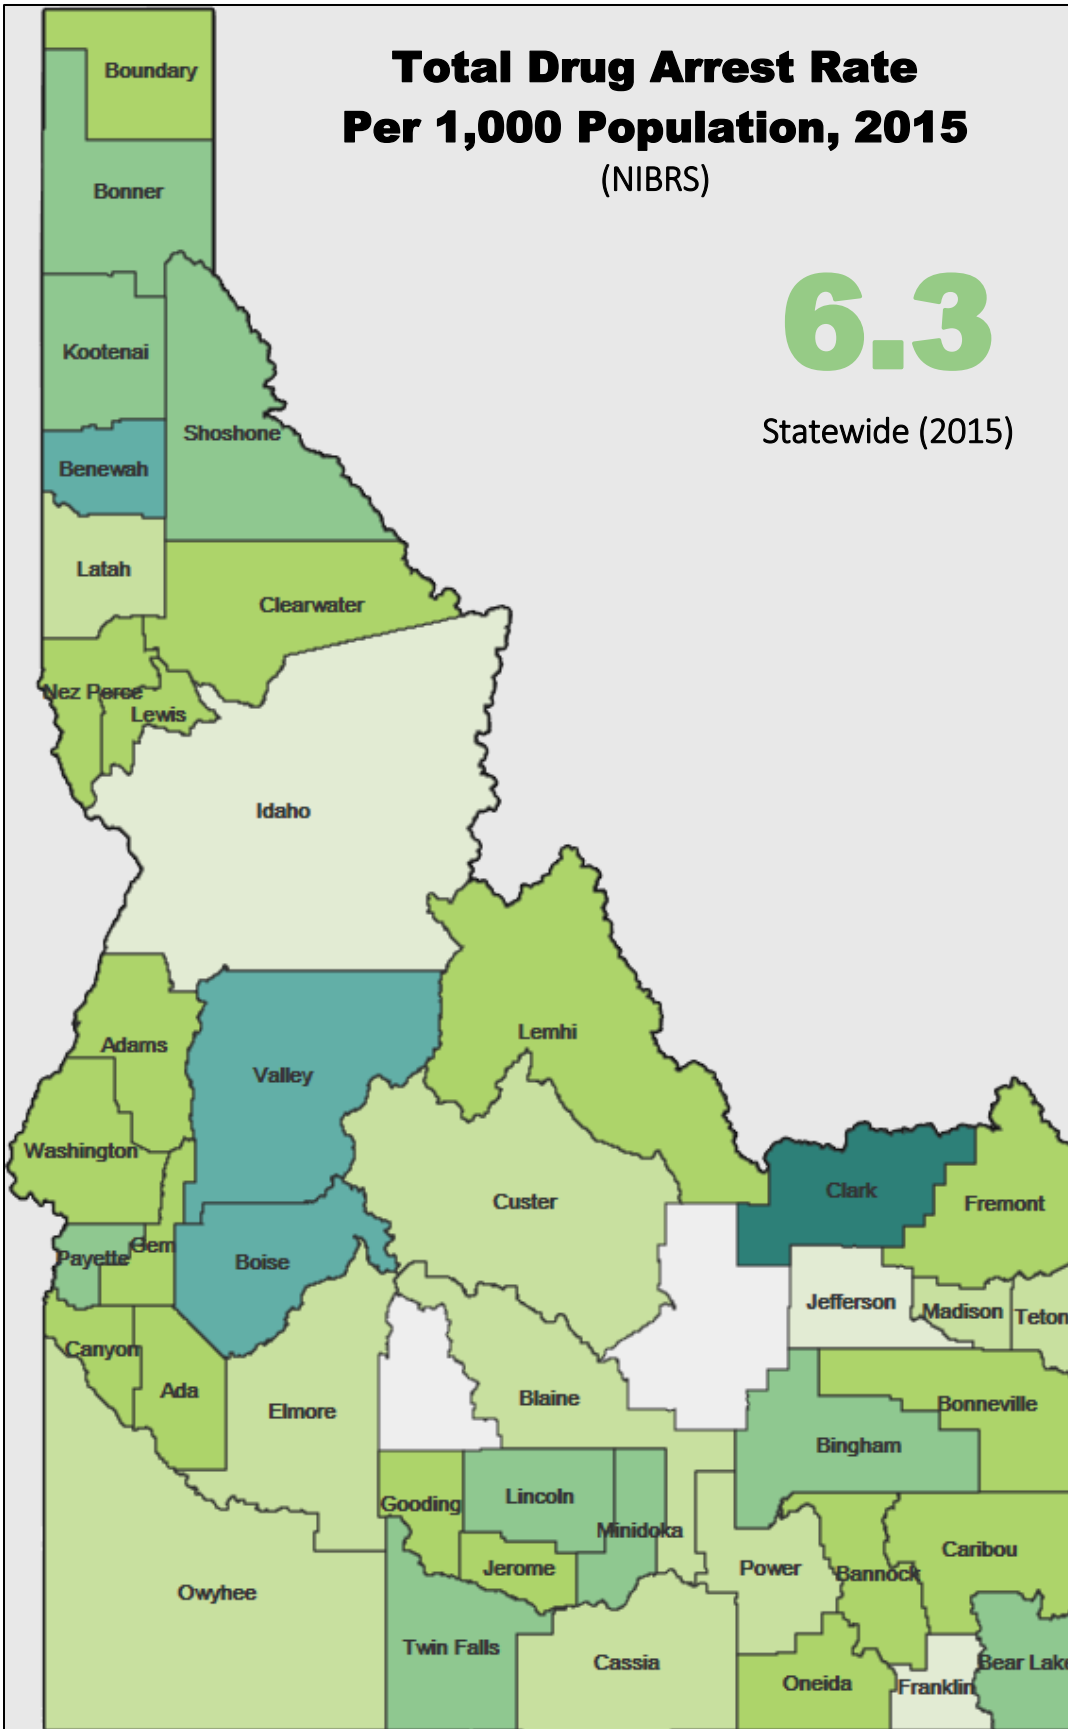 Total Drug Arrest Rate
Per 1,000 Population, 2015
(NIBRS)
6.3
Statewide (2015)
Boundary
Bonner
Kootenai
Shoshone
Benewah
Latah
Clearwater
Nez Perce
Lewis
Idaho
Lemhi
Adams
Valley
Washington
Custer
Clark
Fremont
Payette
Gem
Boise
Jefferson
Madison
Teton
Canyon
Ada
Elmore
Blaine
Bonneville
Bingham
Gooding
Lincoln
Minidoka
Jerome
Power
Bannock
Caribou
Owyhee
Twin Falls
Cassia
Oneida
Franklin
Bear Lake